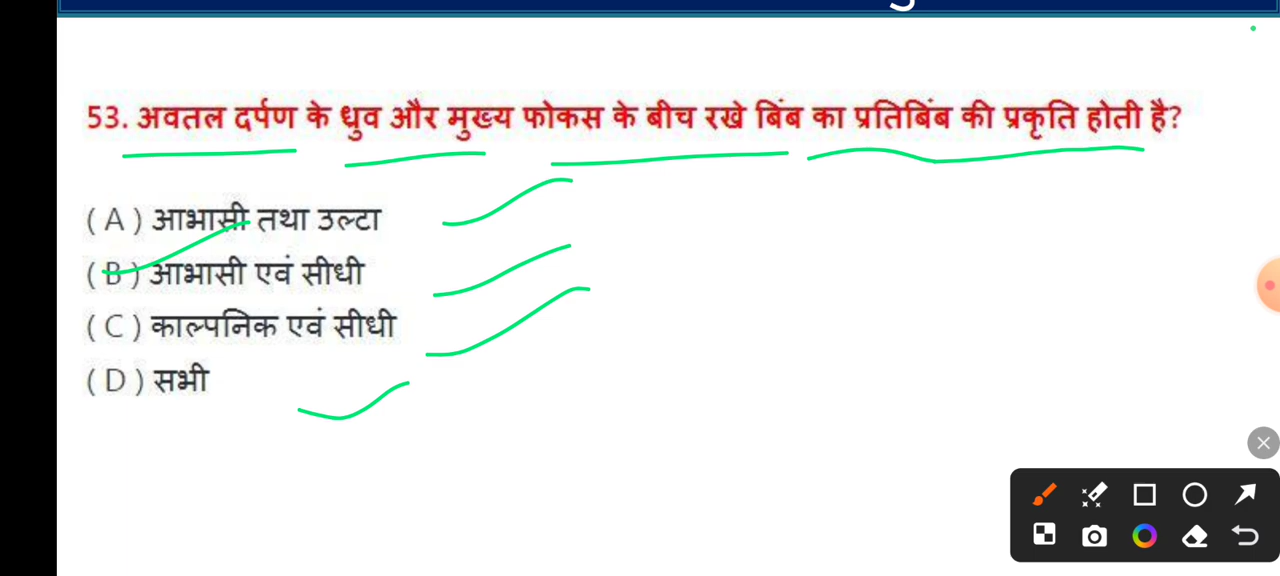 53. अवतल दर्पण के धुव और मुख्य फोकस के बीच रखे बिंब का प्रतिबिंब की प्रकृति होती है?
( A ) आभासी तथा उल्टा
( B ) आभासी एवं सीधी
( C ) काल्पनिक एवं सीधी
( D ) सभी